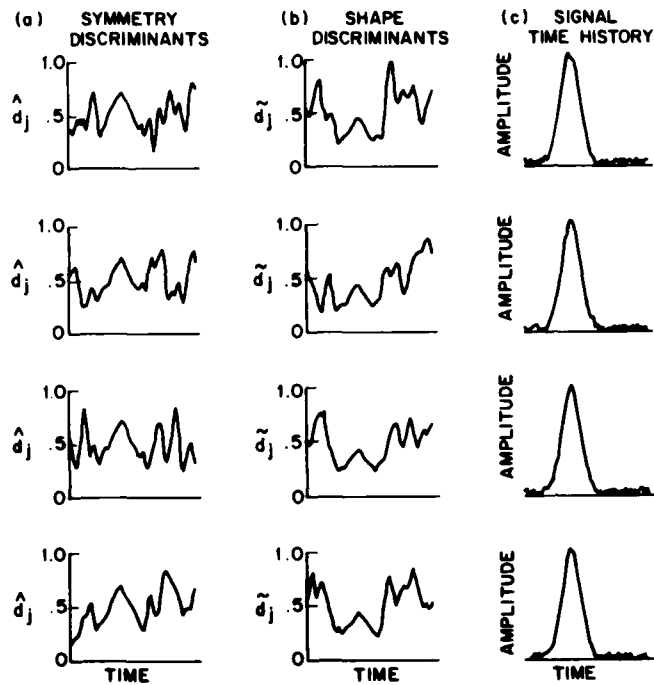 (a) SYMMETRY DISCRIMINANTS
(b) SHAPE DISCRIMINANTS
(c) SIGNAL TIME HISTORY
1.0
d̂j .5
0
1.0
d̃j .5
0
AMPLITUDE
1.0
d̂j .5
0
1.0
d̃j .5
0
AMPLITUDE
1.0
d̂j .5
0
1.0
d̃j .5
0
AMPLITUDE
1.0
d̂j .5
0
1.0
d̃j .5
0
AMPLITUDE
TIME
TIME
TIME